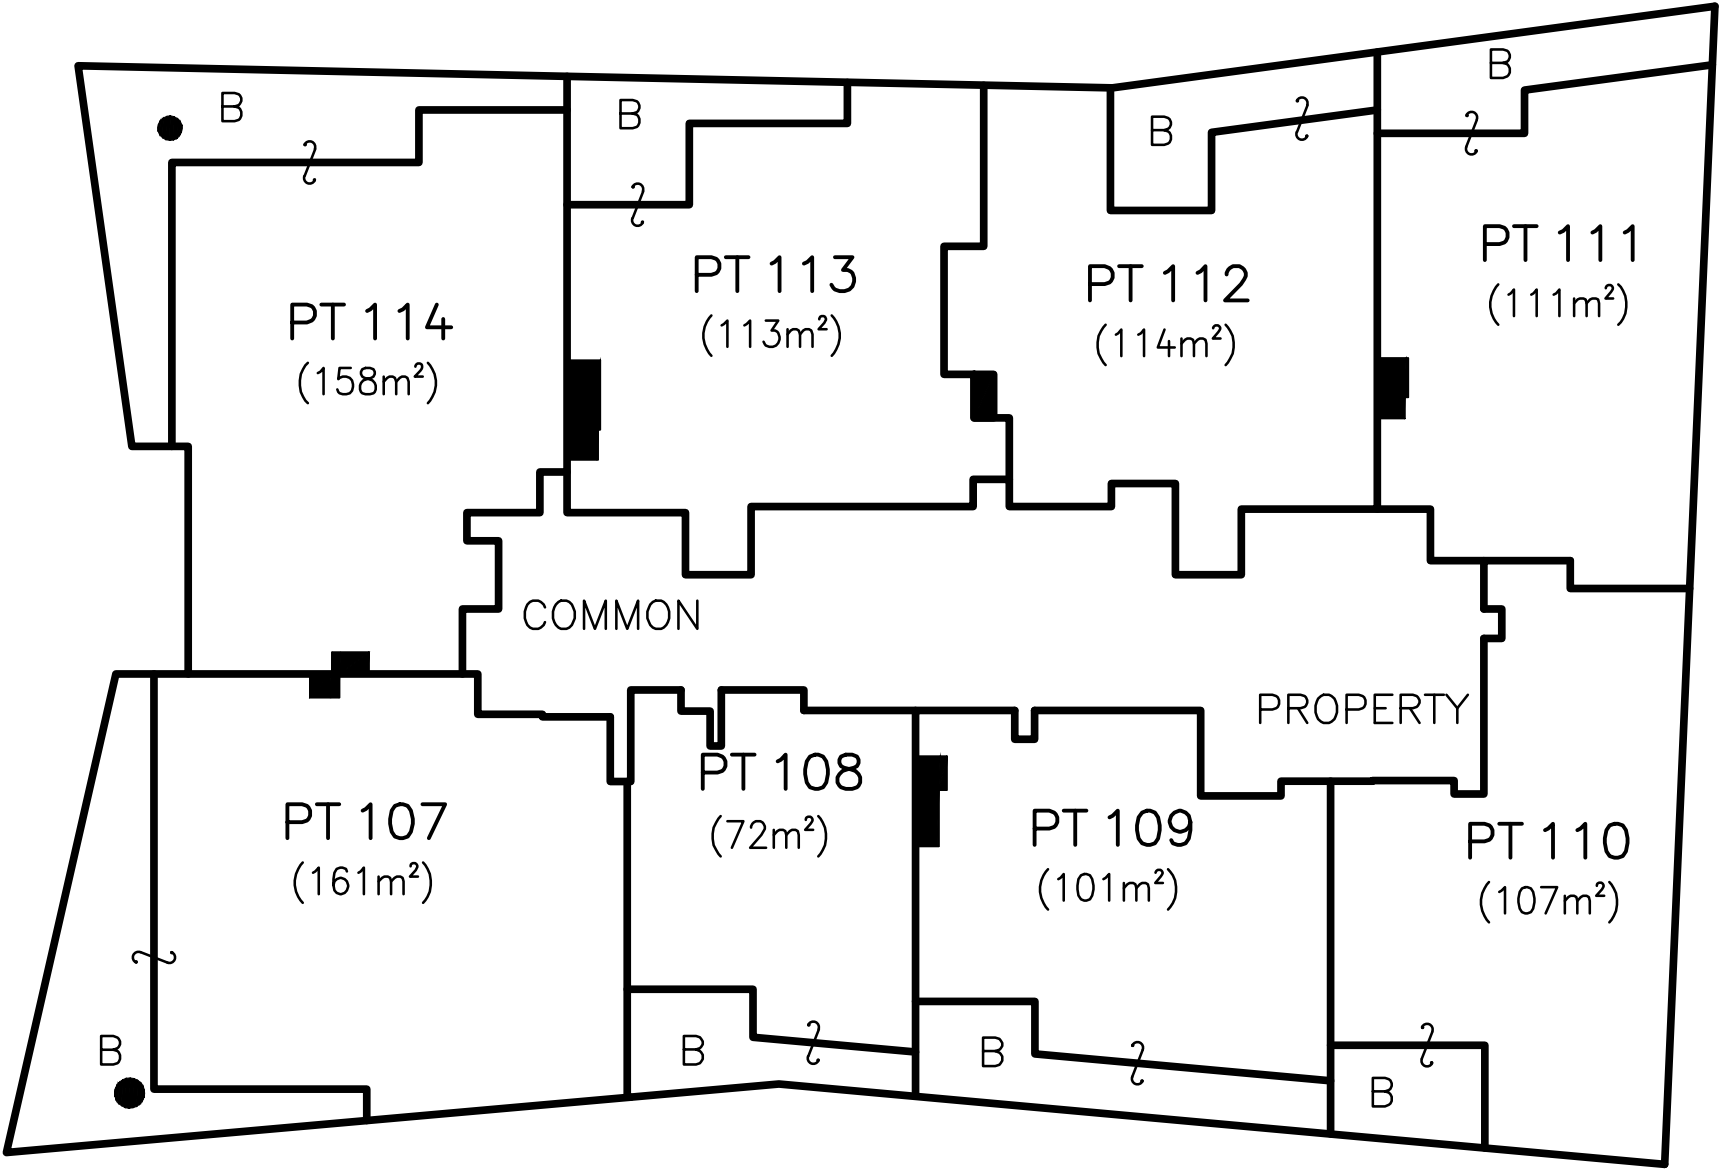 B
B
B
B
PT 114
(158m²)
PT 113
(113m²)
PT 112
(114m²)
PT 111
(111m²)
COMMON
PROPERTY
PT 107
(161m²)
PT 108
(72m²)
PT 109
(101m²)
PT 110
(107m²)
B
B
B
B